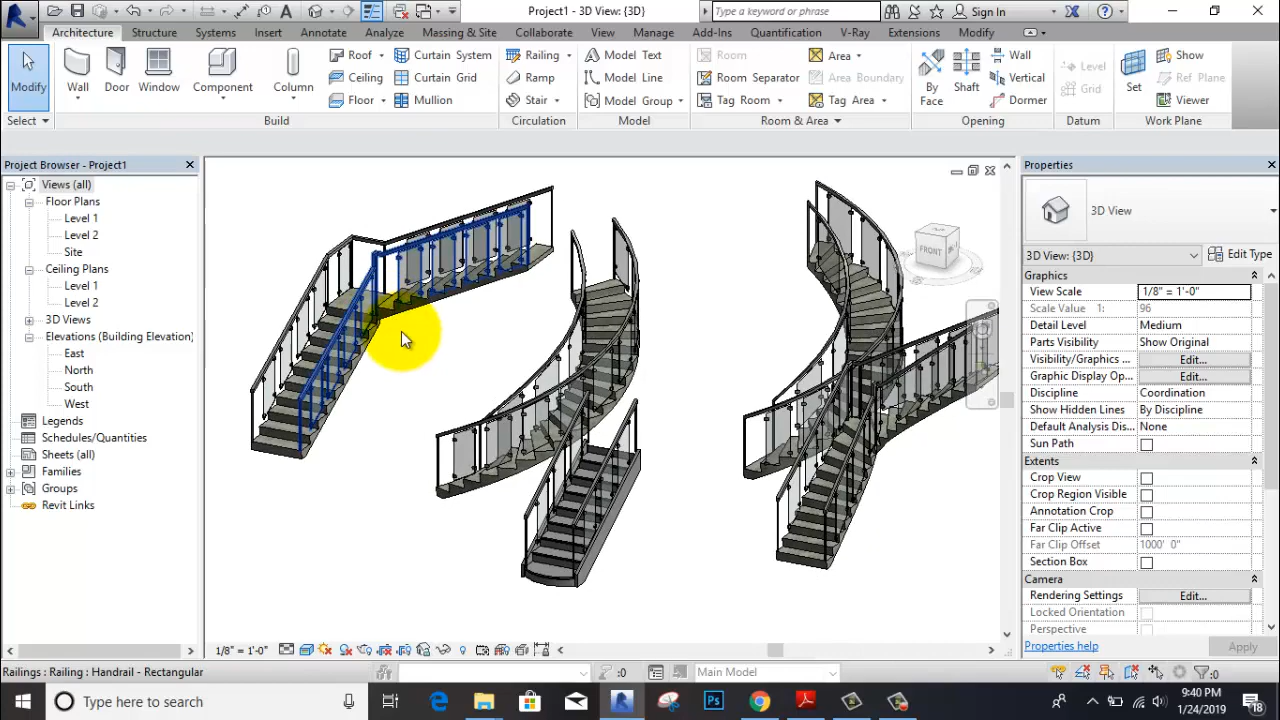 Project1 - 3D View: {3D}
Type a keyword or phrase
Sign In
Architecture Structure Systems Insert Annotate Analyze Massing & Site Collaborate View Manage Add-Ins Quantification V-Ray Extensions Modify
Modify
Wall
Door
Window
Component
Column
Roof
Ceiling
Floor
Curtain System
Curtain Grid
Mullion
Railing
Ramp
Stair
Model Text
Model Line
Model Group
Room
Room Separator
Tag Room
Area
Area Boundary
Tag Area
By
Face
Shaft
Wall
Vertical
Dormer
Level
Grid
Set
Show
Ref Plane
Viewer
Select
Build
Circulation
Model
Room & Area
Opening
Datum
Work Plane
Project Browser - Project1
Views (all)
Floor Plans
Level 1
Level 2
Site
Ceiling Plans
Level 1
Level 2
3D Views
Elevations (Building Elevation)
East
North
South
West
Legends
Schedules/Quantities
Sheets (all)
Families
Groups
Revit Links
FRONT
Properties
3D View
3D View: {3D}
Edit Type
Graphics
View Scale 1/8" = 1'-0"
Scale Value 1: 96
Detail Level Medium
Parts Visibility Show Original
Visibility/Graphics ... Edit...
Graphic Display Op... Edit...
Discipline Coordination
Show Hidden Lines By Discipline
Default Analysis Dis... None
Sun Path
Extents
Crop View
Crop Region Visible
Annotation Crop
Far Clip Active
Far Clip Offset 1000' 0"
Section Box
Camera
Rendering Settings Edit...
Locked Orientation
Perspective
Properties help
Apply
1/8" = 1'-0"
Railings : Railing : Handrail - Rectangular
:0
Main Model
:0
Type here to search
Ps
9:40 PM
1/24/2019
18